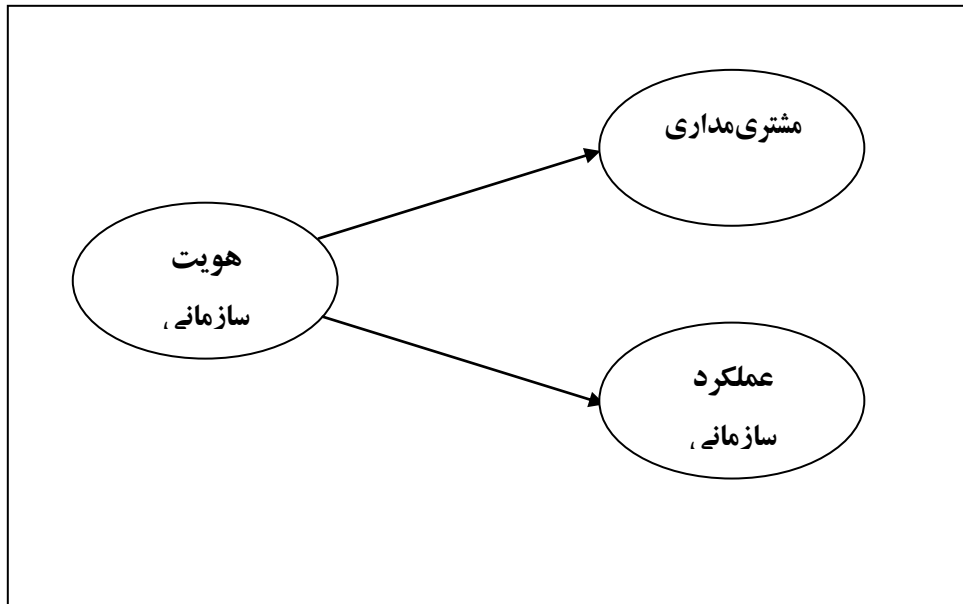 مشتری‌مداری
هویت
سازمانی
عملکرد
سازمانی